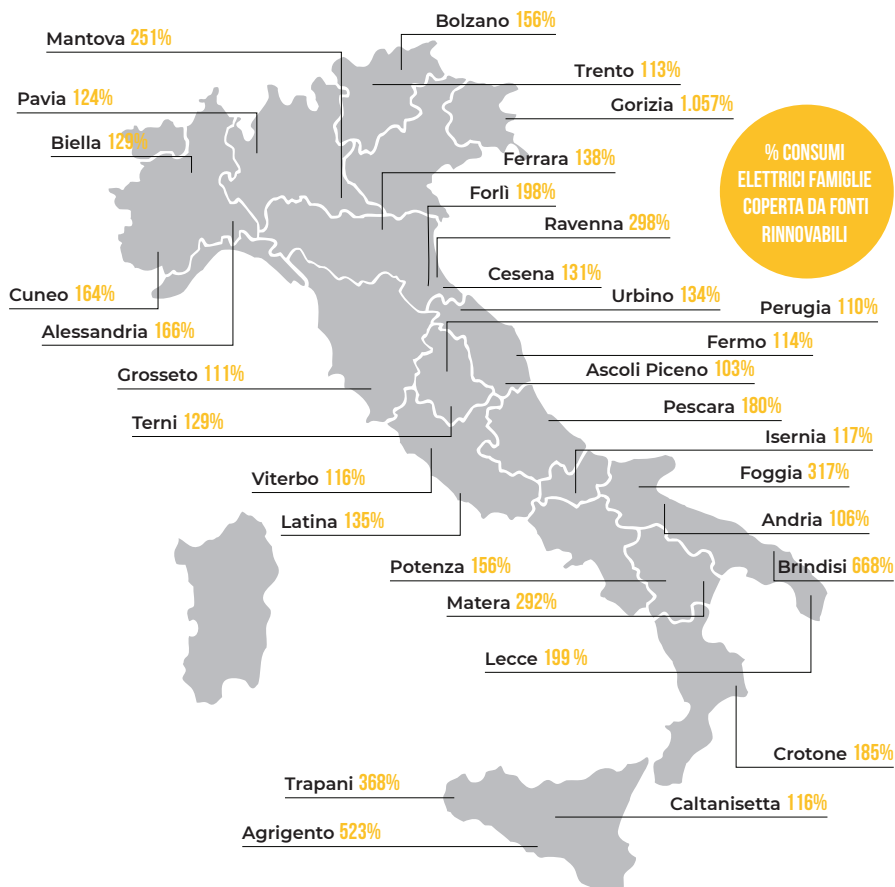 Bolzano 156%
Mantova 251%
Trento 113%
Pavia 124%
Gorizia 1.057%
Biella 129%
% CONSUMI
ELETTRICI FAMIGLIE
COPERTA DA FONTI
RINNOVABILI
Ferrara 138%
Forlì 198%
Ravenna 298%
Cesena 131%
Cuneo 164%
Urbino 134%
Perugia 110%
Alessandria 166%
Fermo 114%
Grosseto 111%
Ascoli Piceno 103%
Pescara 180%
Terni 129%
Isernia 117%
Viterbo 116%
Foggia 317%
Latina 135%
Andria 106%
Potenza 156%
Brindisi 668%
Matera 292%
Lecce 199 %
Crotone 185%
Trapani 368%
Caltanisetta 116%
Agrigento 523%